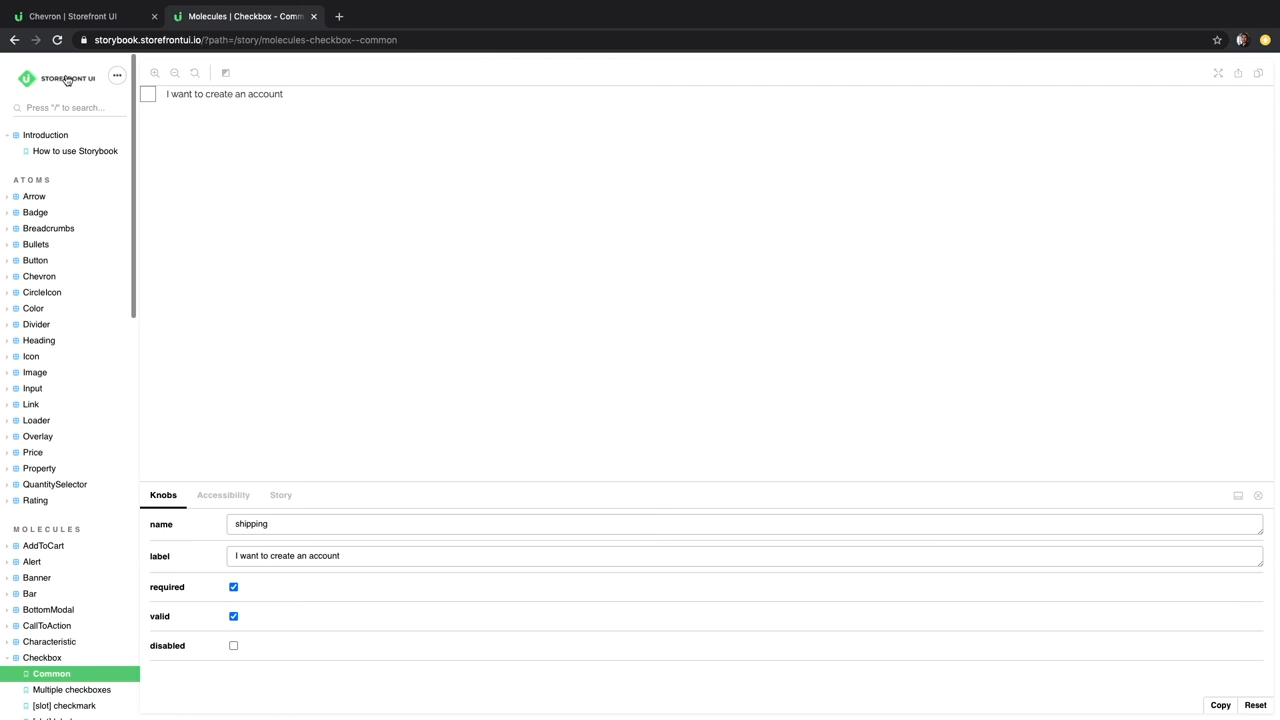 Chevron | Storefront UI
Molecules | Checkbox - Comm
storybook.storefrontui.io/?path=/story/molecules-checkbox--common
STOREFRONT UI
Press "/" to search...
Introduction
How to use Storybook
ATOMS
Arrow
Badge
Breadcrumbs
Bullets
Button
Chevron
CircleIcon
Color
Divider
Heading
Icon
Image
Input
Link
Loader
Overlay
Price
Property
QuantitySelector
Rating
MOLECULES
AddToCart
Alert
Banner
Bar
BottomModal
CallToAction
Characteristic
Checkbox
Common
Multiple checkboxes
[slot] checkmark
I want to create an account
Knobs
Accessibility
Story
name
shipping
label
I want to create an account
required
valid
disabled
Copy
Reset